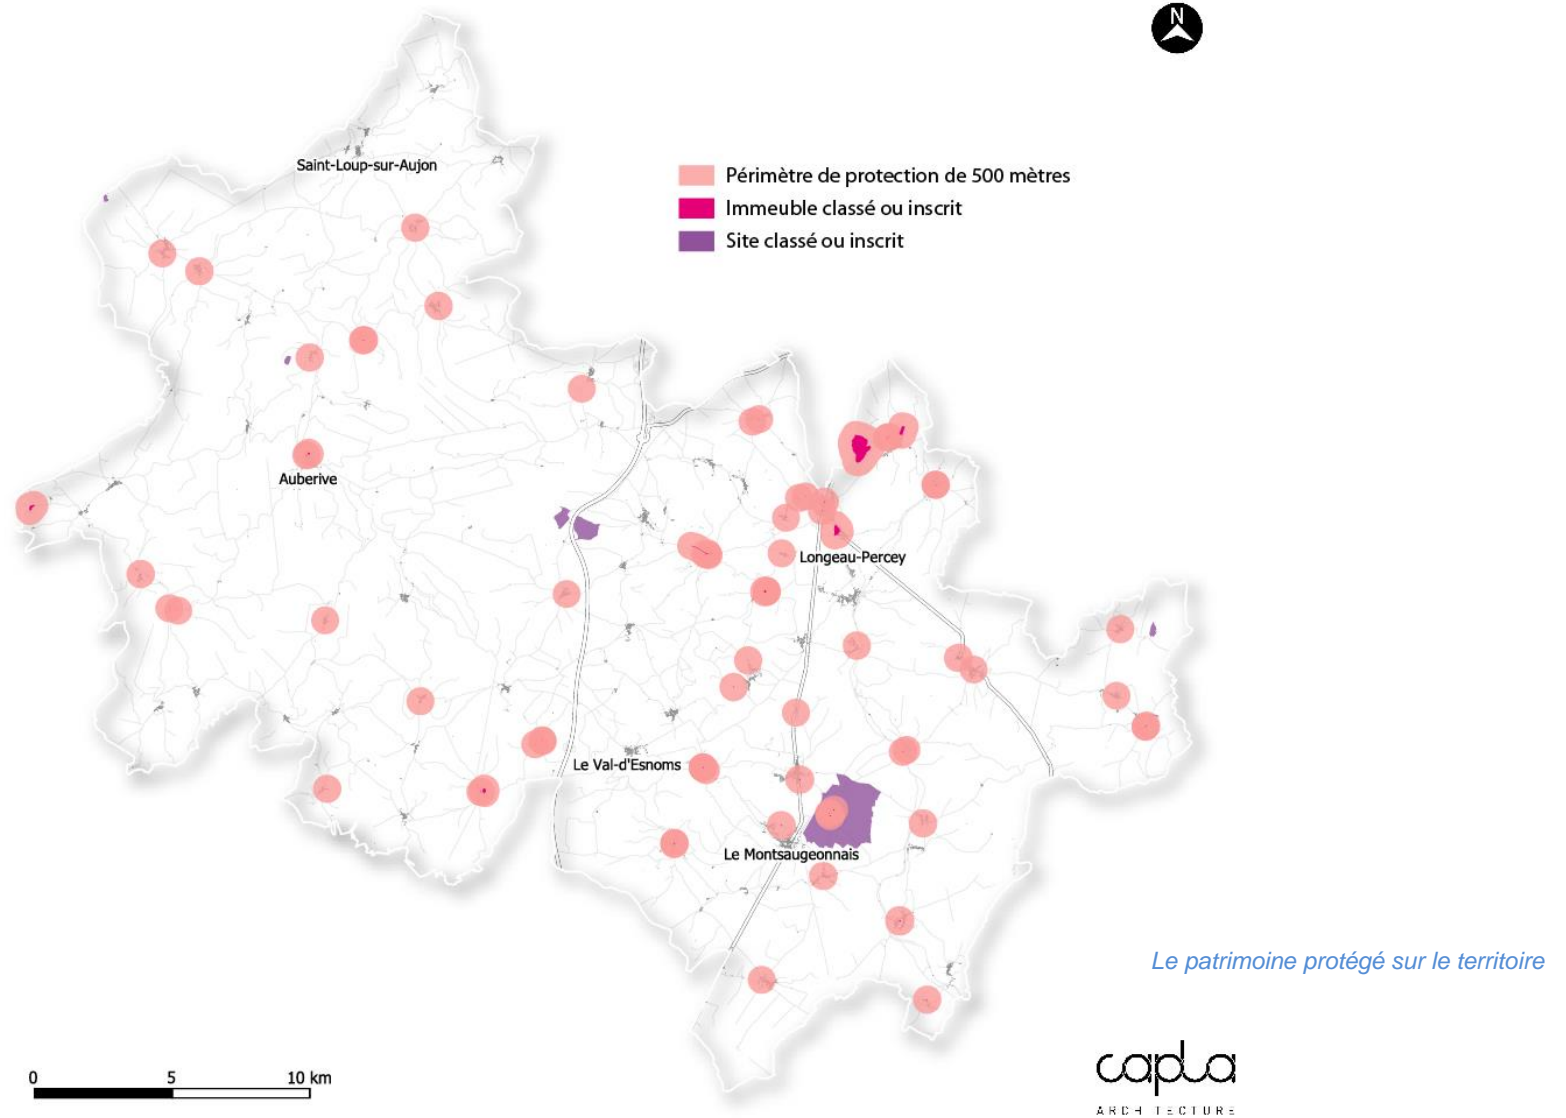 N
Saint-Loup-sur-Aujon
Périmètre de protection de 500 mètres
Immeuble classé ou inscrit
Site classé ou inscrit
Auberive
Longeau-Percey
Le Val-d'Esnoms
Le Montsaugeonnais
Le patrimoine protégé sur le territoire
0 5 10 km
capla
ARCHITECTURE